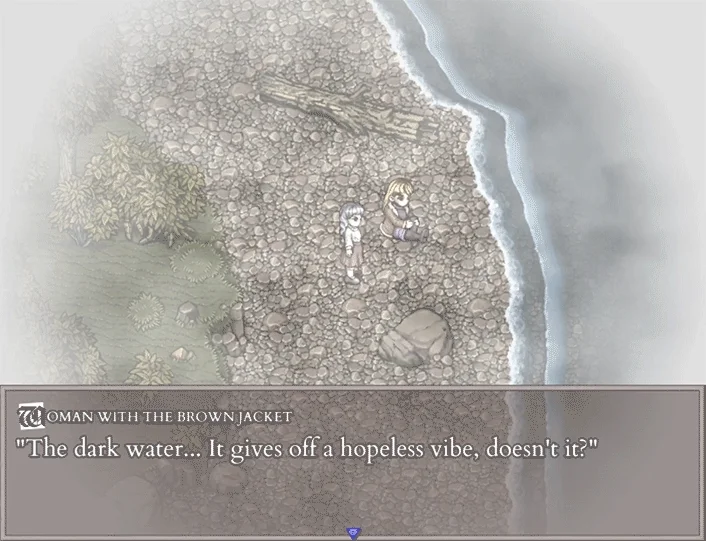 WOMAN WITH THE BROWN JACKET
"The dark water... It gives off a hopeless vibe, doesn't it?"